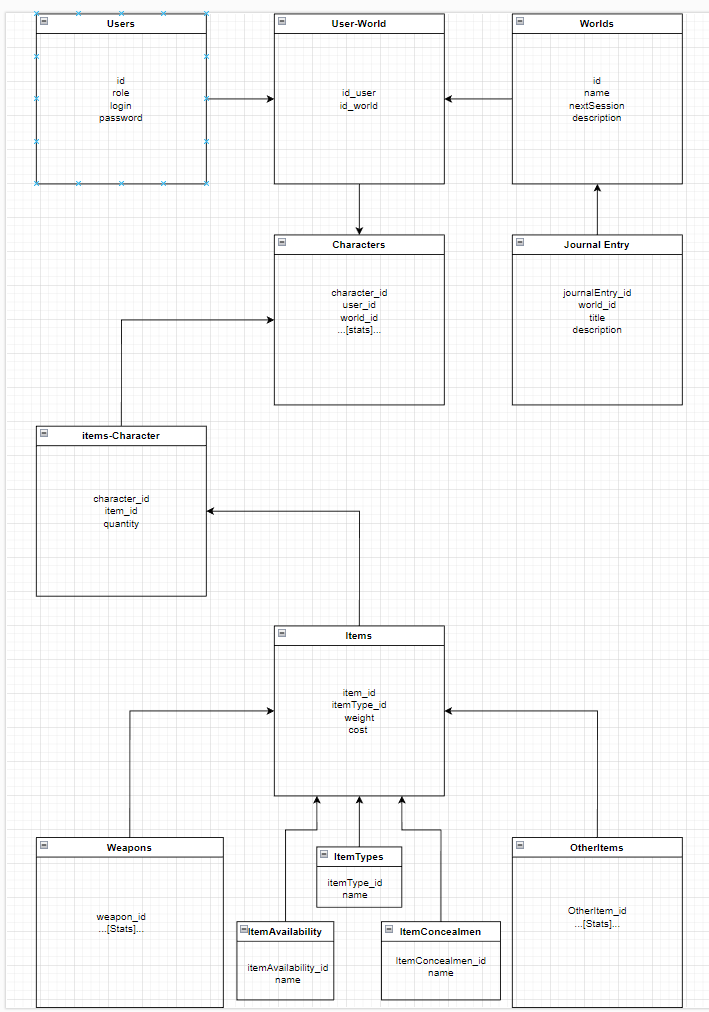 Users
id
role
login
password
User-World
id_user
id_world
Worlds
id
name
nextSession
description
Characters
character_id
user_id
world_id
...[stats]...
Journal Entry
journalEntry_id
world_id
title
description
items-Character
character_id
item_id
quantity
Items
item_id
itemType_id
weight
cost
Weapons
weapon_id
...[Stats]...
ItemTypes
itemType_id
name
ItemAvailability
itemAvailability_id
name
ItemConcealmen
ItemConcealmen_id
name
OtherItems
OtherItem_id
...[Stats]...